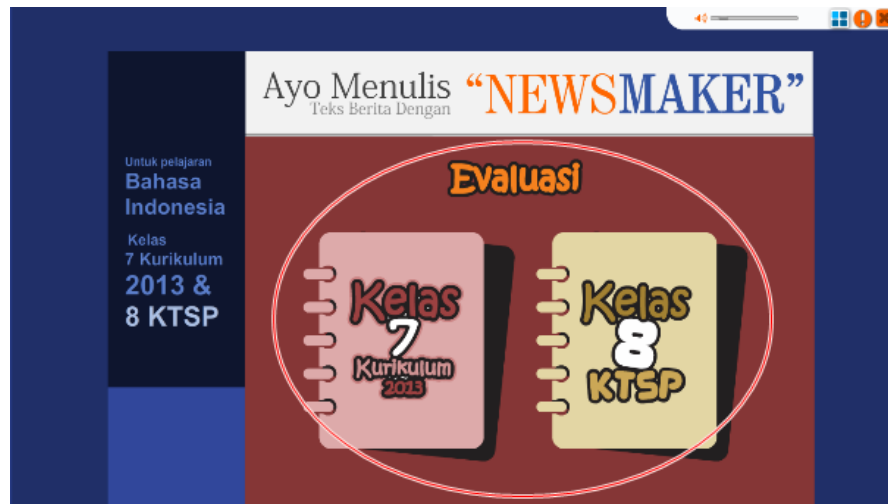 Ayo Menulis “NEWSMAKER”
Teks Berita Dengan
Untuk pelajaran
Bahasa
Indonesia
Kelas
7 Kurikulum
2013 &
8 KTSP
Evaluasi
Kelas
7
Kurikulum
2013
Kelas
8
KTSP